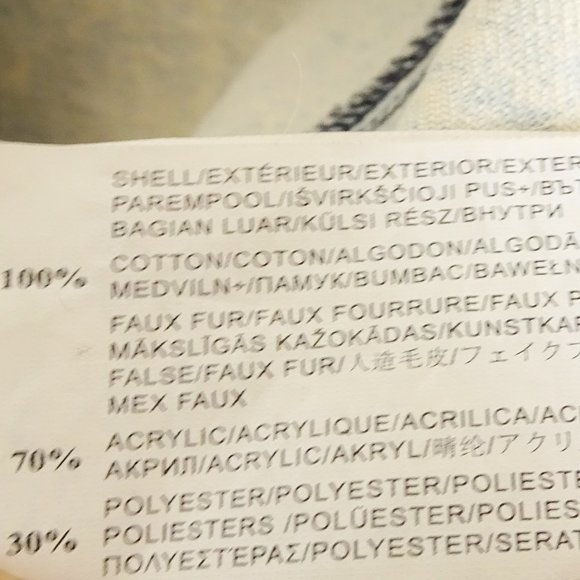 SHELL/EXTÉRIEUR/EXTERIOR/EXTER
PAREMPOOL/IŠVIRKŠČIOJI PUS+/ВЪТ
BAGIAN LUAR/KÜLSI RÉSZ/ВНУТРИ
100% COTTON/COTON/ALGODON/ALGODÃ
MEDVILN+/ПАМУК/BUMBAC/BAWEŁN
FAUX FUR/FAUX FOURRURE/FAUX F
MĀKSLĪGĀS KAŽOKĀDAS/KUNSTKAR
FALSE/FAUX FUR/人造毛皮/フェイクフ
MEX FAUX
70% ACRYLIC/ACRYLIQUE/ACRILICA/AC
АКРИЛ/ACRYLIC/AKRYL/晴纶/アクリ
POLYESTER/POLYESTER/POLIESTE
30% POLIESTERS /POLÜESTER/POLIES
ΠΟΛΥΕΣΤΈΡΑΣ/POLYESTER/SERAT